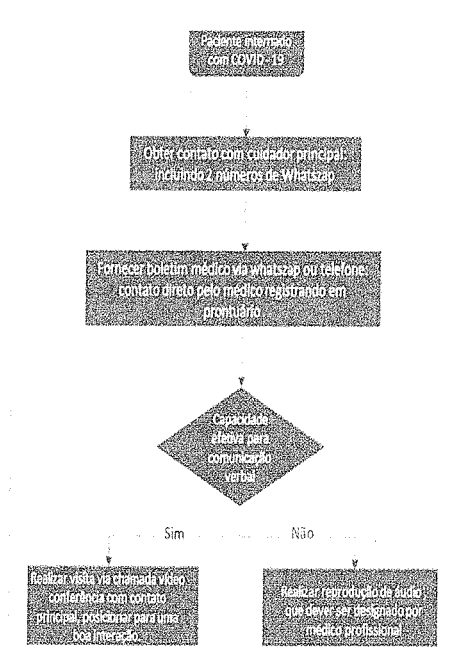 Paciente Internado
com COVID - 19
Obter contato com cuidador principal:
incluindo 2 números de Whatszap
Fornecer boletim médico via whatszap ou telefone:
contato direto pelo médico registrando em
prontuário
Capacidade
efetiva para
comunicação
verbal
Sim
Não
Realizar visita via chamada vídeo
conferência com contato
principal, posicionar para uma
boa interação
Realizar reprodução de áudio
que dever ser designado por
médico profissional